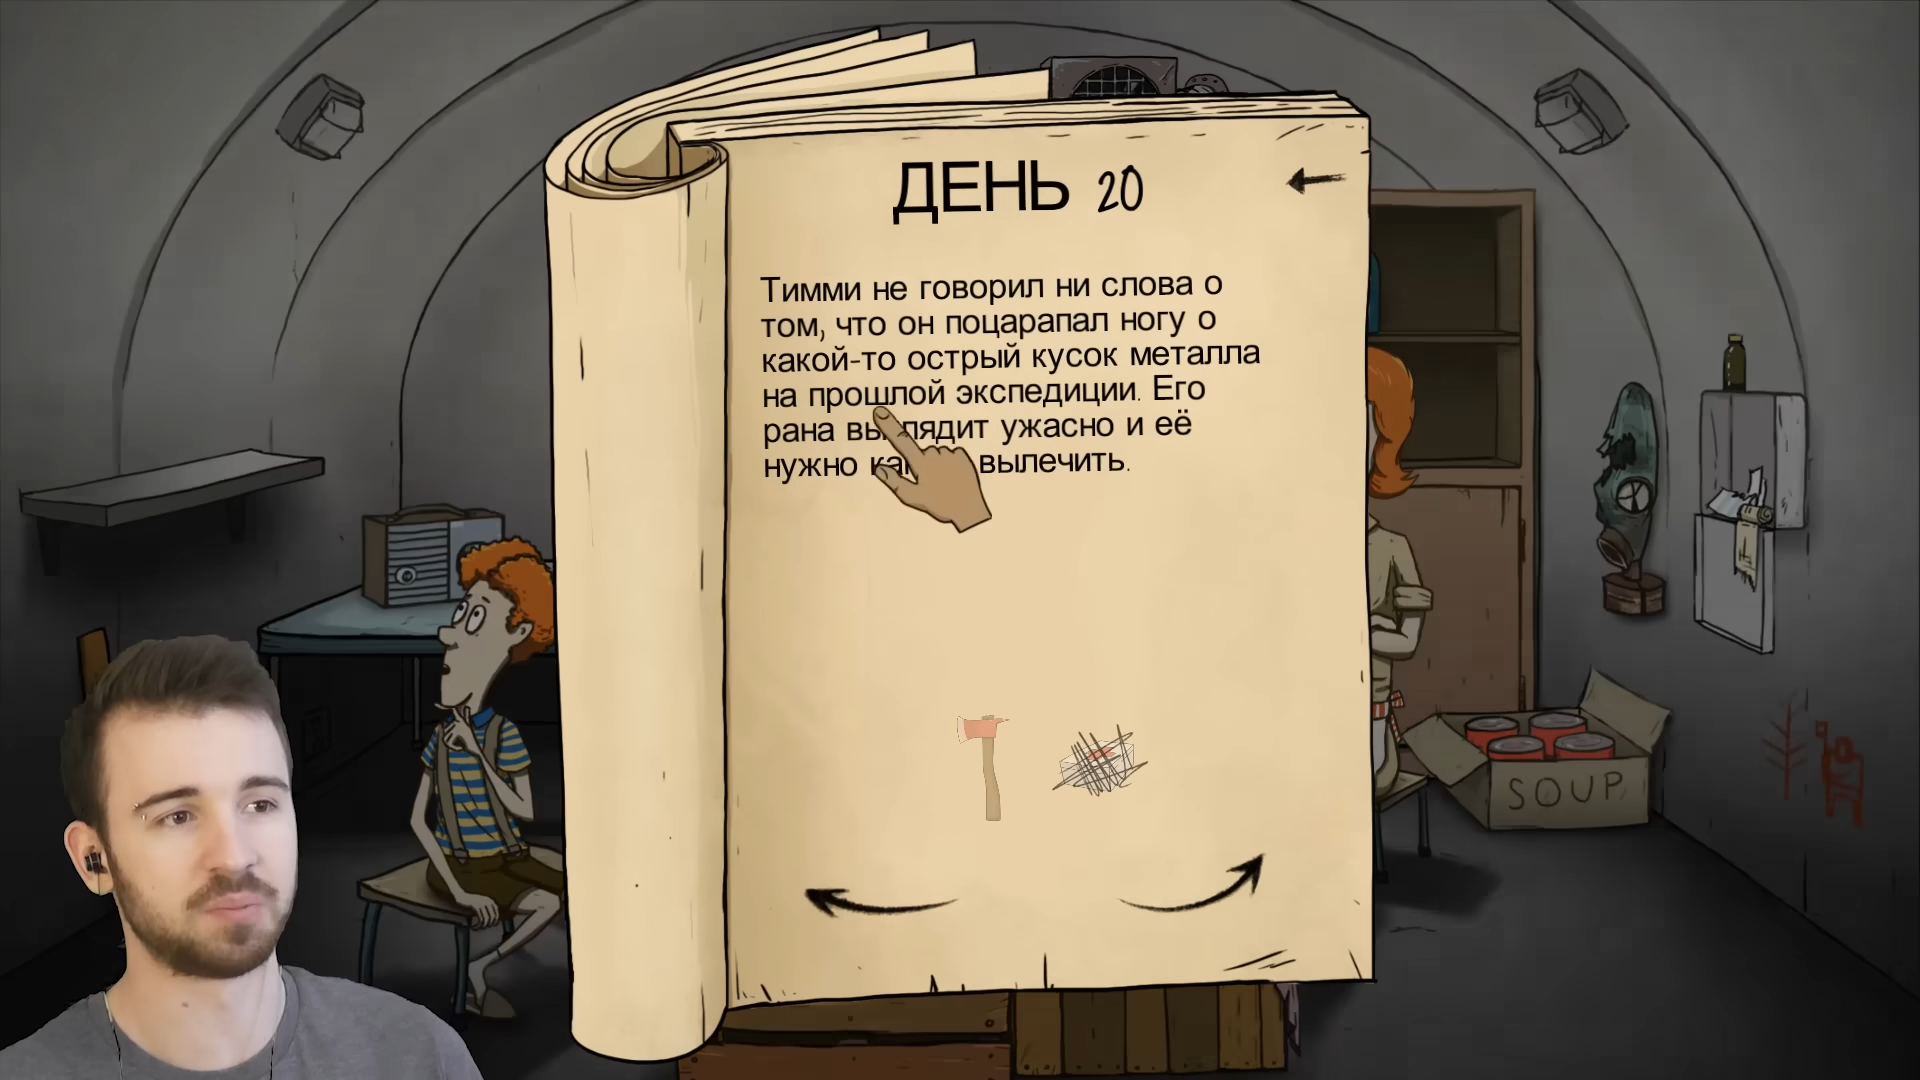 ДЕНЬ 20
Тимми не говорил ни слова о
том, что он поцарапал ногу о
какой-то острый кусок металла
на прошлой экспедиции. Его
рана выглядит ужасно и её
нужно вылечить.
SOUP